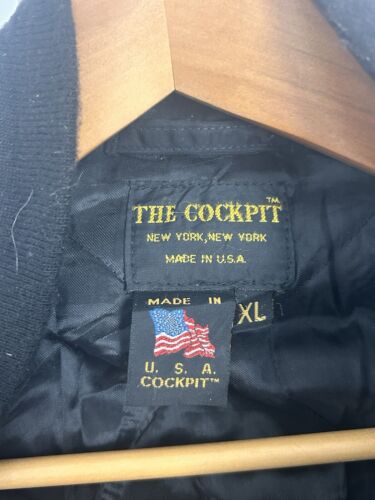 THE COCKPIT™
NEW YORK, NEW YORK
MADE IN U.S.A.
MADE IN
XL
U. S. A.
COCKPIT™